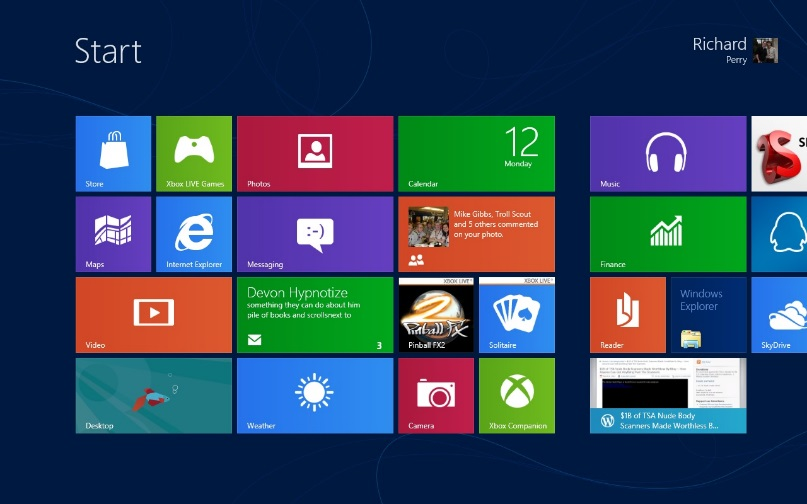 Start
Richard
Perry
Store
Xbox LIVE Games
Photos
12
Monday
Calendar
Music
Maps
Internet Explorer
Messaging
Mike Gibbs, Troll Scout
and 5 others commented
on your photo.
Finance
Video
Devon Hypnotize
something they can do about him
pile of books and scrollsnext to
3
XBOX LIVE
Pinball FX2
XBOX LIVE
Solitaire
Reader
Windows
Explorer
SkyDrive
Desktop
Weather
Camera
Xbox Companion
$1B of TSA Nude Body
Scanners Made Worthless B...